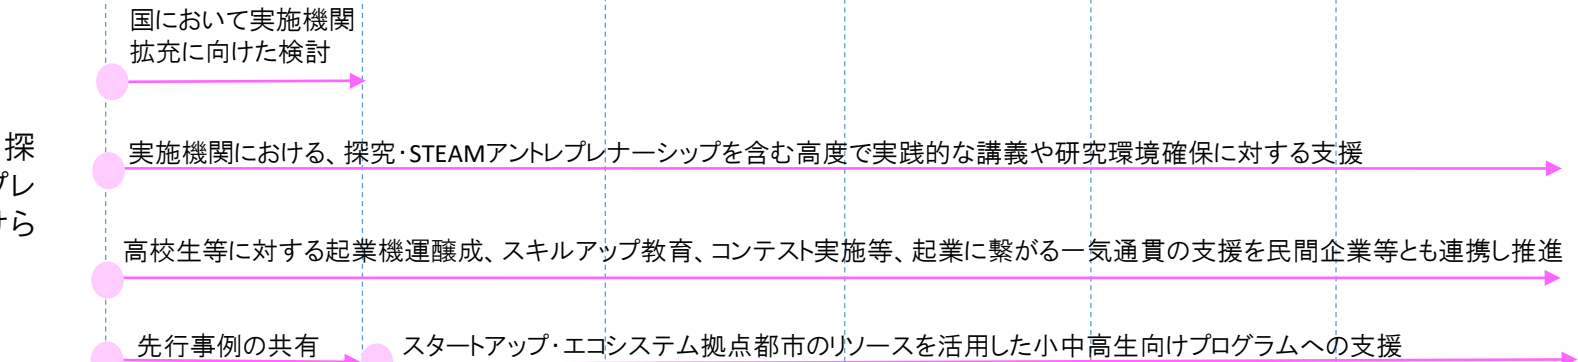 国において実施機関
拡充に向けた検討
探
プレ
けら
実施機関における、探究・STEAMアントレプレナーシップを含む高度で実践的な講義や研究環境確保に対する支援
高校生等に対する起業機運醸成、スキルアップ教育、コンテスト実施等、起業に繋がる一気通貫の支援を民間企業等とも連携し推進
先行事例の共有
スタートアップ・エコシステム拠点都市のリソースを活用した小中高生向けプログラムへの支援